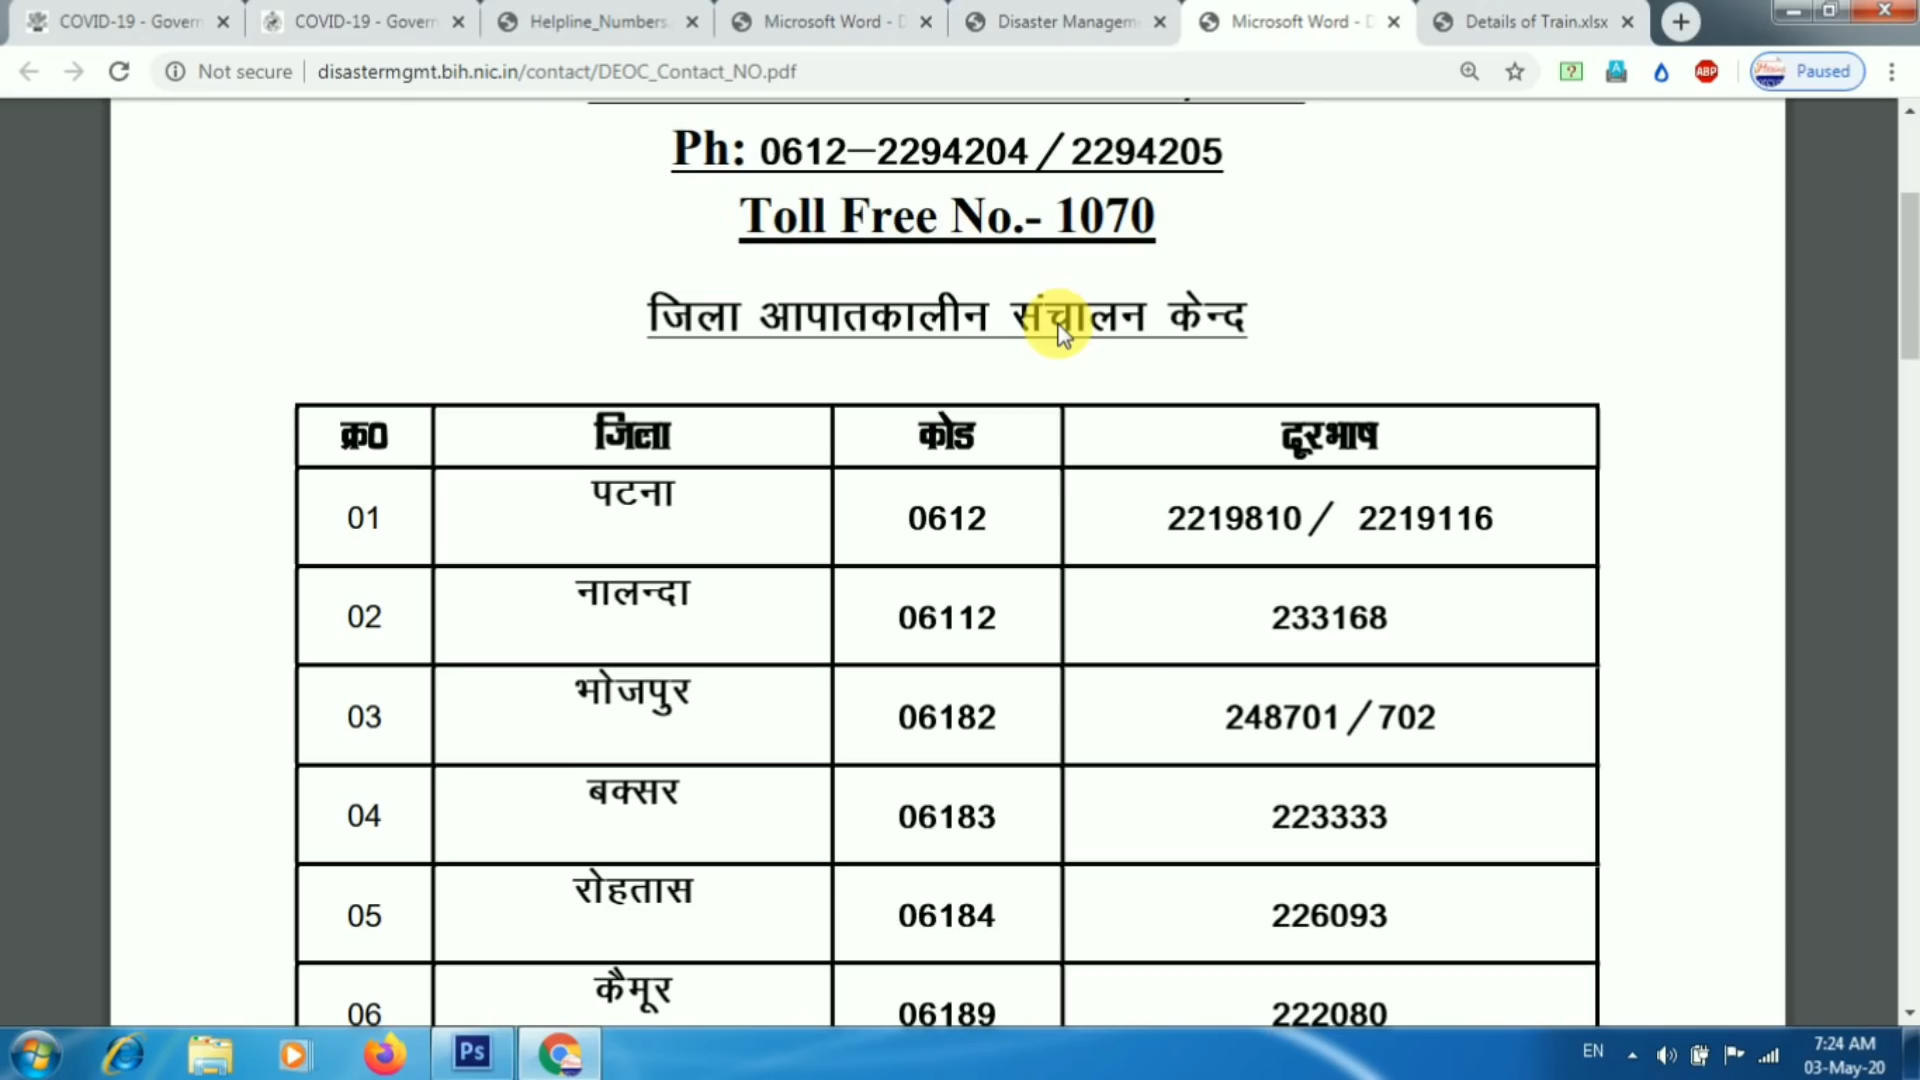 COVID-19 - Govern
COVID-19 - Govern
Helpline_Numbers.
Microsoft Word - D
Disaster Managem
Microsoft Word - D
Details of Train.xlsx
Not secure
disastermgmt.bih.nic.in/contact/DEOC_Contact_NO.pdf
ABP
Paused
Ph: 0612–2294204/2294205
Toll Free No.- 1070
जिला आपातकालीन संचालन केन्द
क्र0 जिला कोड दूरभाष
01 पटना 0612 2219810/ 2219116
02 नालन्दा 06112 233168
03 भोजपुर 06182 248701/702
04 बक्सर 06183 223333
05 रोहतास 06184 226093
06 कैमूर 06189 222080
Ps
EN
7:24 AM
03-May-20